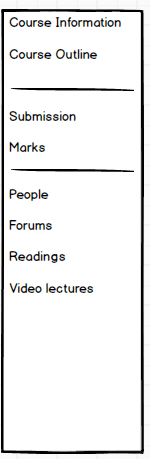 Course Information
Course Outline
Submission
Marks
People
Forums
Readings
Video lectures